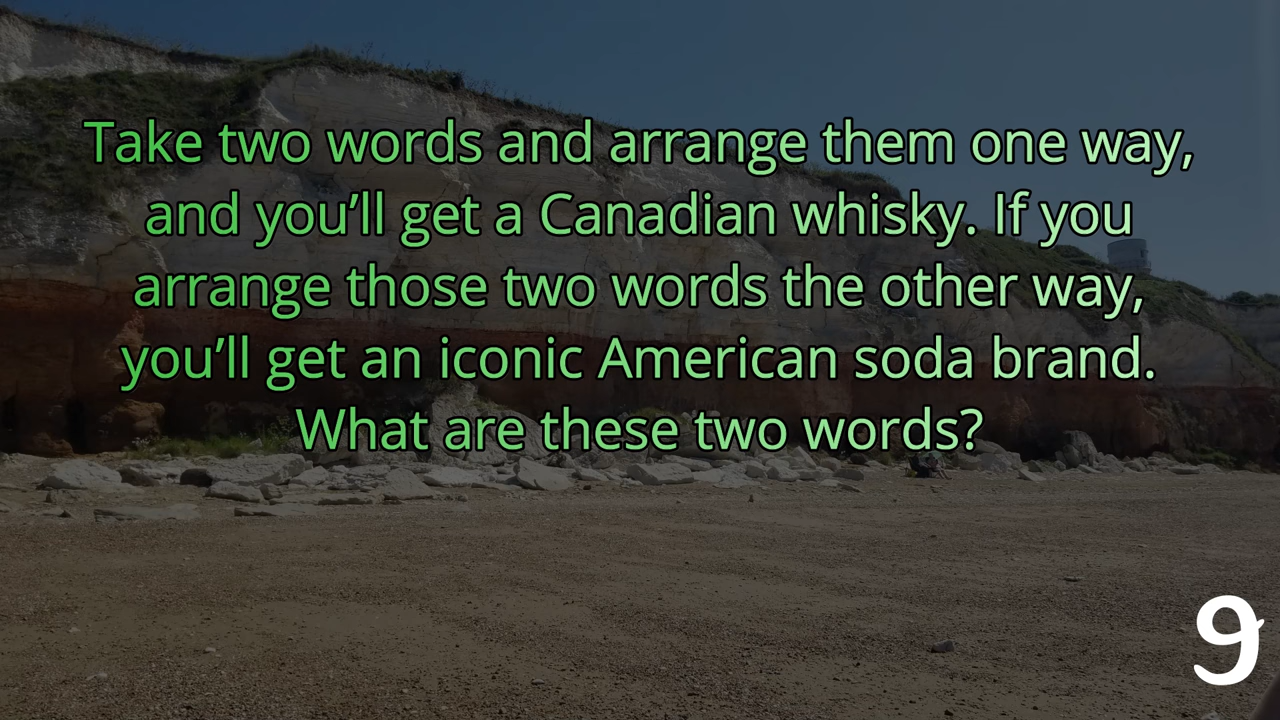 Take two words and arrange them one way,
and you’ll get a Canadian whisky. If you
arrange those two words the other way,
you’ll get an iconic American soda brand.
What are these two words?
9